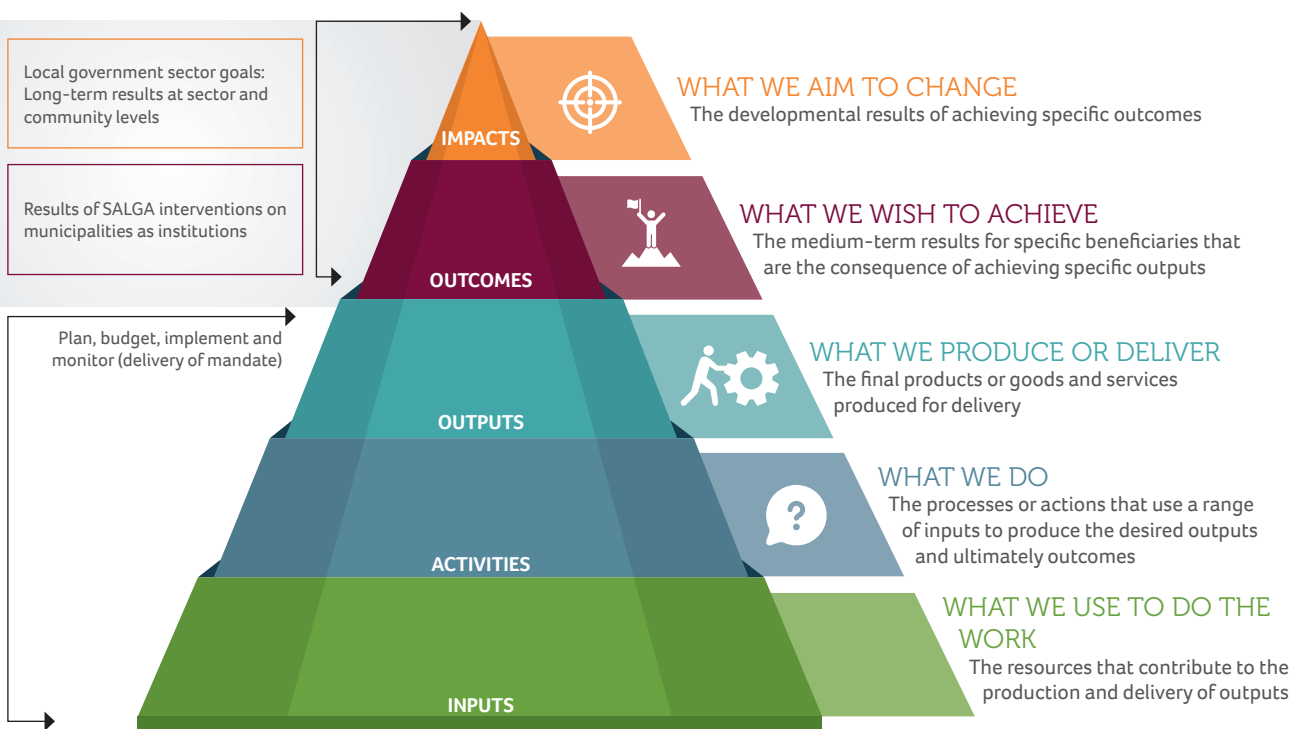 Local government sector goals:
Long-term results at sector and
community levels
Results of SALGA interventions on
municipalities as institutions
Plan, budget, implement and
monitor (delivery of mandate)
IMPACTS
WHAT WE AIM TO CHANGE
The developmental results of achieving specific outcomes
OUTCOMES
WHAT WE WISH TO ACHIEVE
The medium-term results for specific beneficiaries that
are the consequence of achieving specific outputs
OUTPUTS
WHAT WE PRODUCE OR DELIVER
The final products or goods and services
produced for delivery
ACTIVITIES
WHAT WE DO
The processes or actions that use a range
of inputs to produce the desired outputs
and ultimately outcomes
?
INPUTS
WHAT WE USE TO DO THE
WORK
The resources that contribute to the
production and delivery of outputs